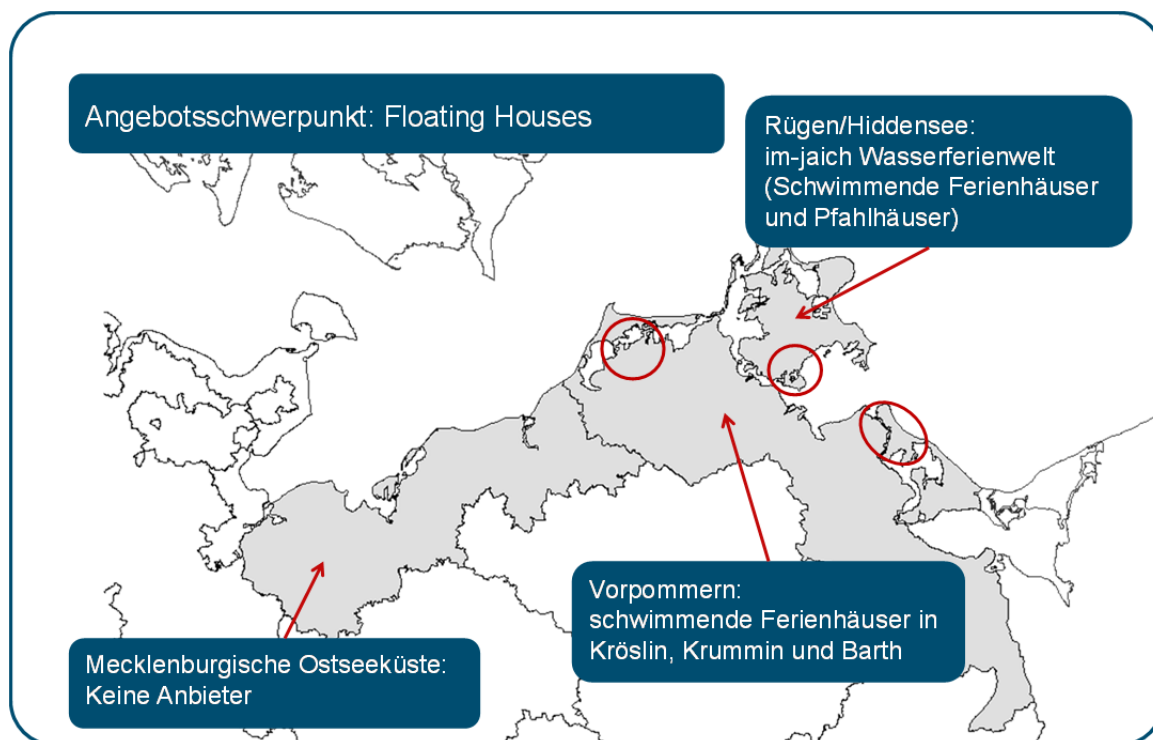 Angebotsschwerpunkt: Floating Houses
Rügen/Hiddensee:
im-jaich Wasserferienwelt
(Schwimmende Ferienhäuser
und Pfahlhäuser)
Vorpommern:
schwimmende Ferienhäuser in
Kröslin, Krummin und Barth
Mecklenburgische Ostseeküste:
Keine Anbieter